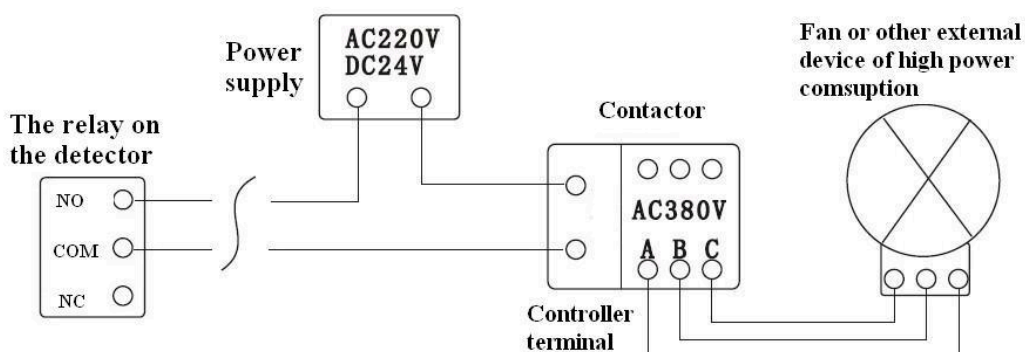 The relay on
the detector
NO
COM
NC
Power
supply
AC220V
DC24V
Contactor
AC380V
A B C
Controller
terminal
Fan or other external
device of high power
comsuption